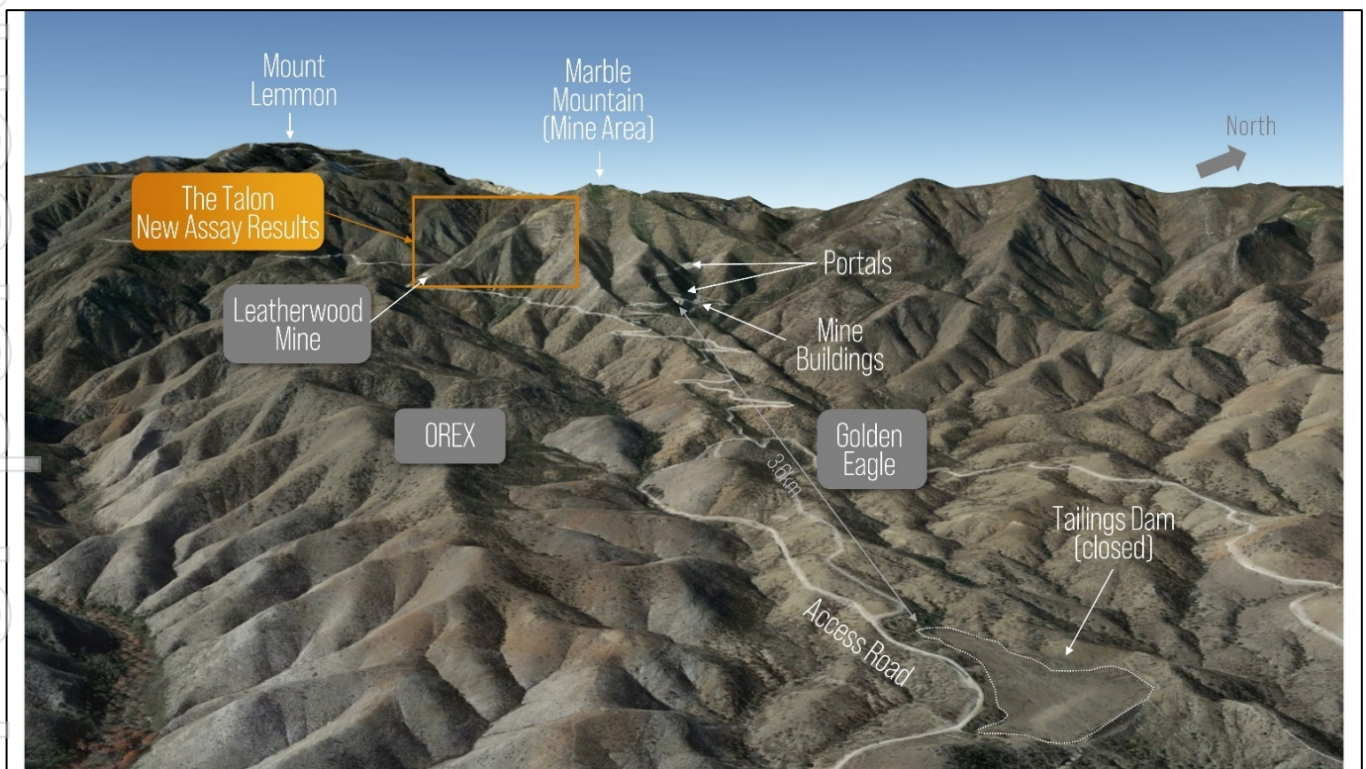 Mount
Lemmon
Marble
Mountain
(Mine Area)
North
The Talon
New Assay Results
Portals
Leatherwood
Mine
Mine
Buildings
OREX
Golden
Eagle
3.6km
Tailings Dam
(closed)
Access Road